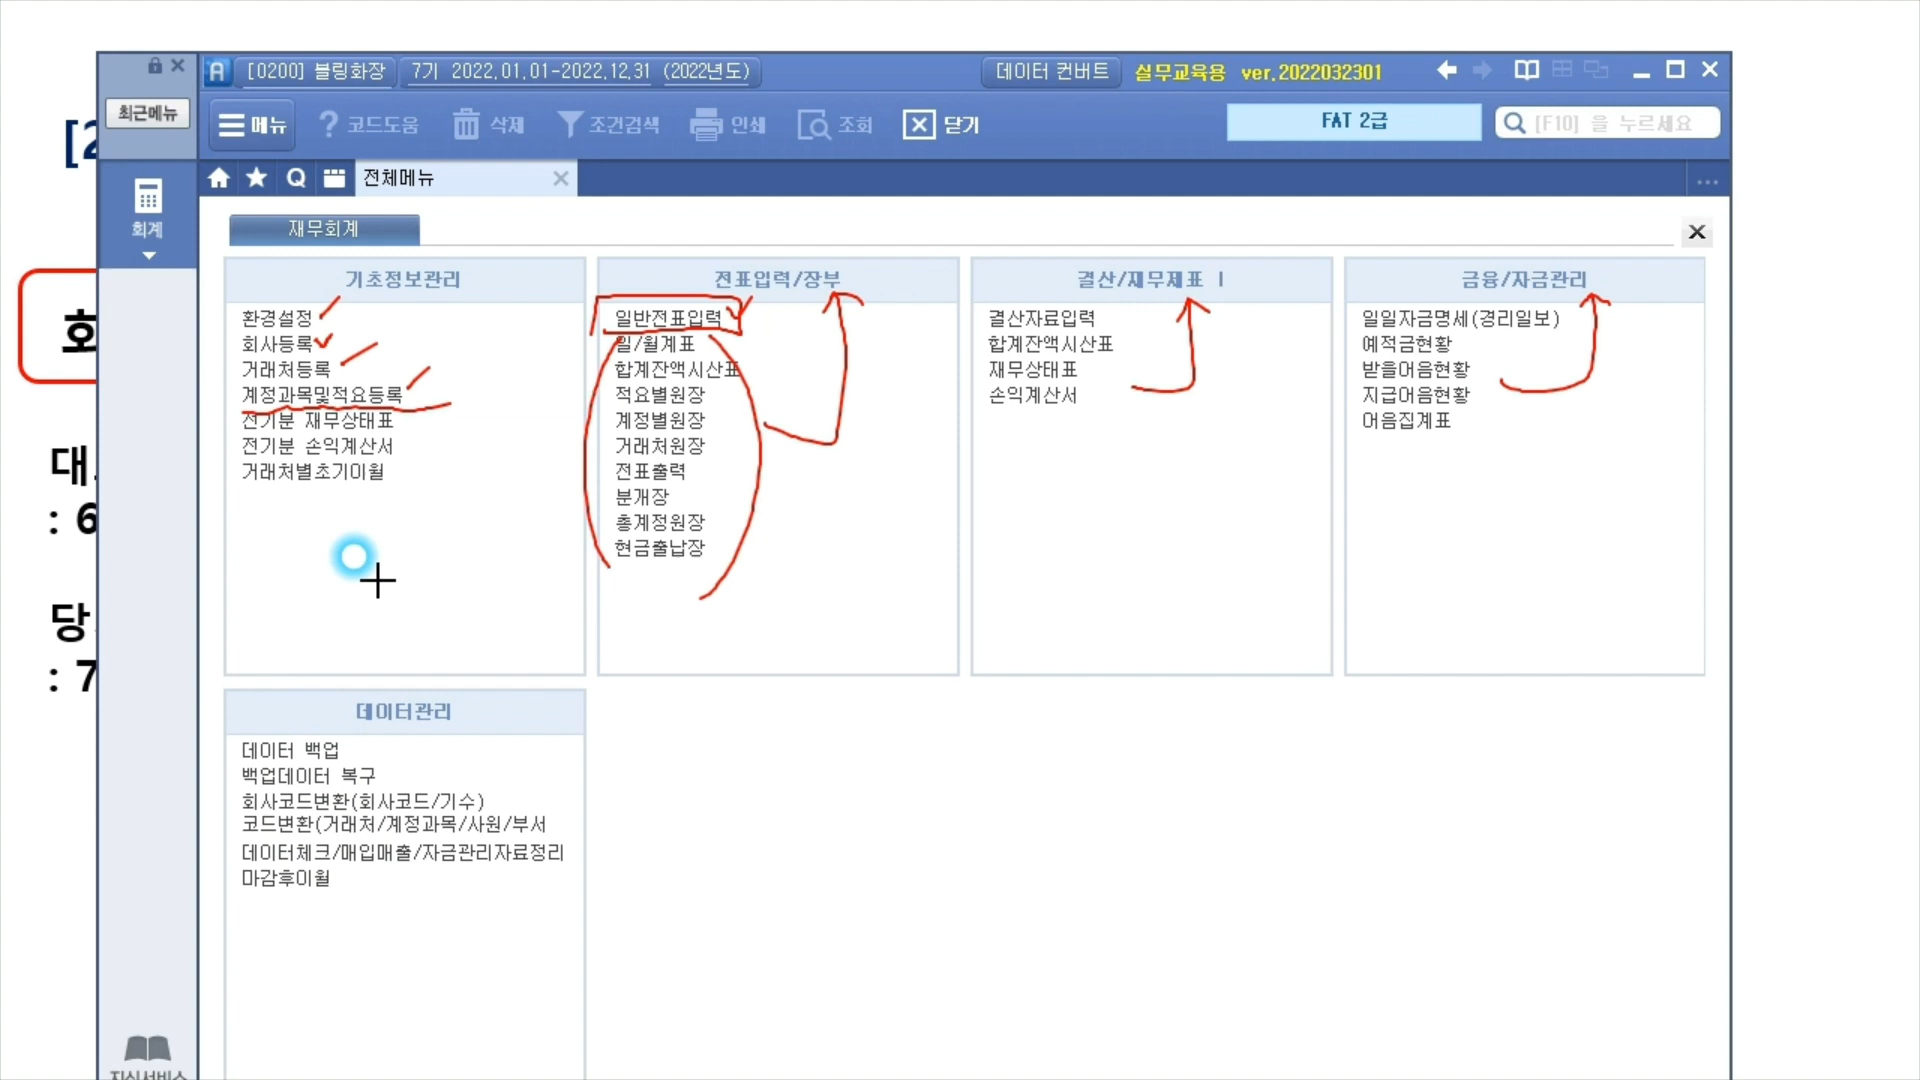 [0200] 블링화장 7기 2022.01.01-2022.12.31 (2022년도) 데이터 컨버트 실무교육용 ver.2022032301
최근메뉴
메뉴 ? 코드도움 삭제 조건검색 인쇄 조회 닫기 FAT 2급 [F10] 을 누르세요
전체메뉴
회계
재무회계
기초정보관리
환경설정
회사등록
거래처등록
계정과목및적요등록
전기분 재무상태표
전기분 손익계산서
거래처별초기이월
전표입력/장부
일반전표입력
일/월계표
합계잔액시산표
적요별원장
계정별원장
거래처원장
전표출력
분개장
총계정원장
현금출납장
결산/재무제표 I
결산자료입력
합계잔액시산표
재무상태표
손익계산서
금융/자금관리
일일자금명세(경리일보)
예적금현황
받을어음현황
지급어음현황
어음집계표
데이터관리
데이터 백업
백업데이터 복구
회사코드변환(회사코드/기수)
코드변환(거래처/계정과목/사원/부서
데이터체크/매입매출/자금관리자료정리
마감후이월
[2
회
대
: 6
당
: 7
지식서비스